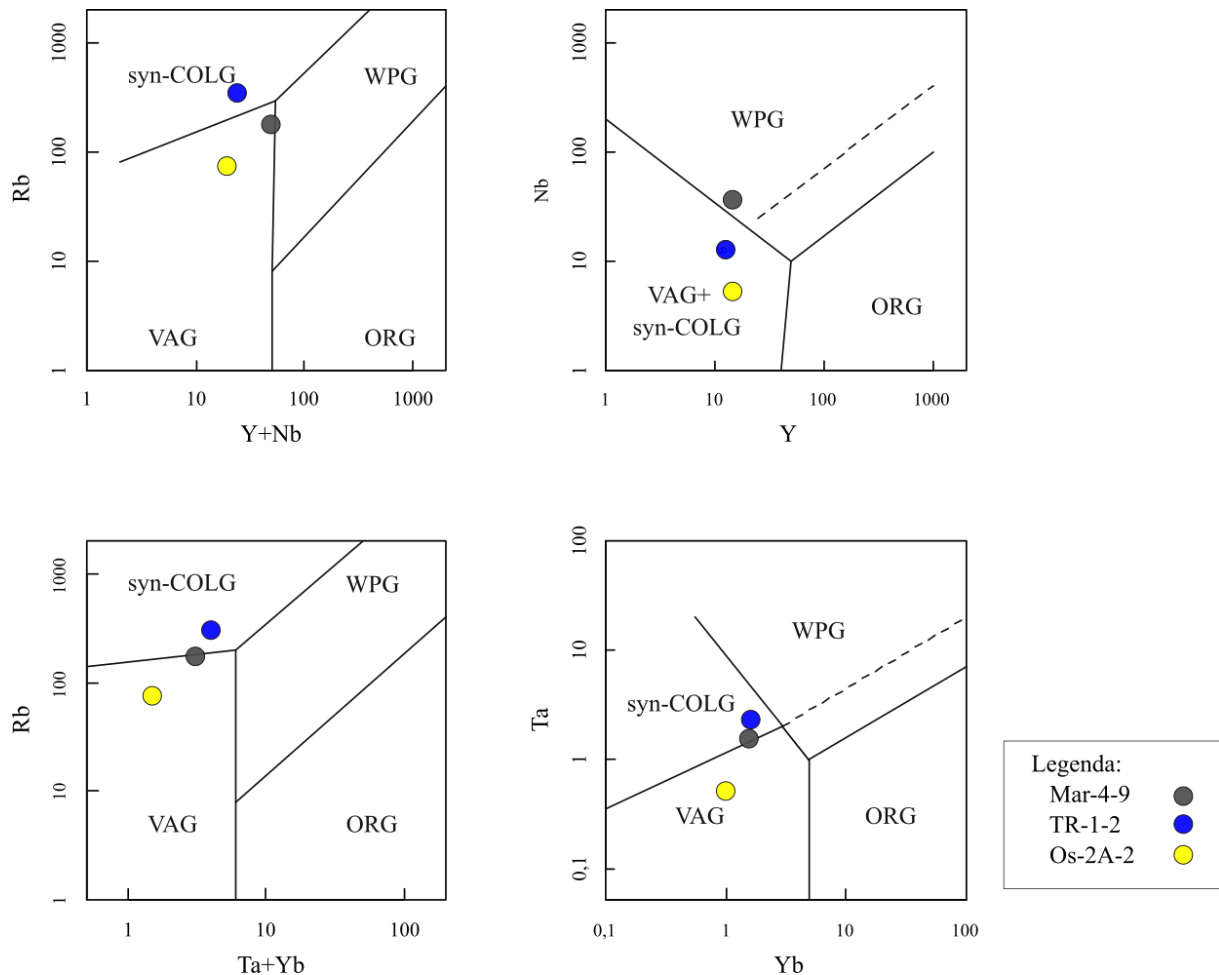 1000
100
10
1
Rb
syn-COLG
WPG
VAG
ORG
1
10
100
1000
Y+Nb
1000
100
10
1
Nb
WPG
VAG+
syn-COLG
ORG
1
10
100
1000
Y
1000
100
10
1
Rb
syn-COLG
WPG
VAG
ORG
1
10
100
Ta+Yb
100
10
1
0,1
Ta
WPG
syn-COLG
VAG
ORG
0,1
1
10
100
Yb
Legenda:
Mar-4-9
TR-1-2
Os-2A-2